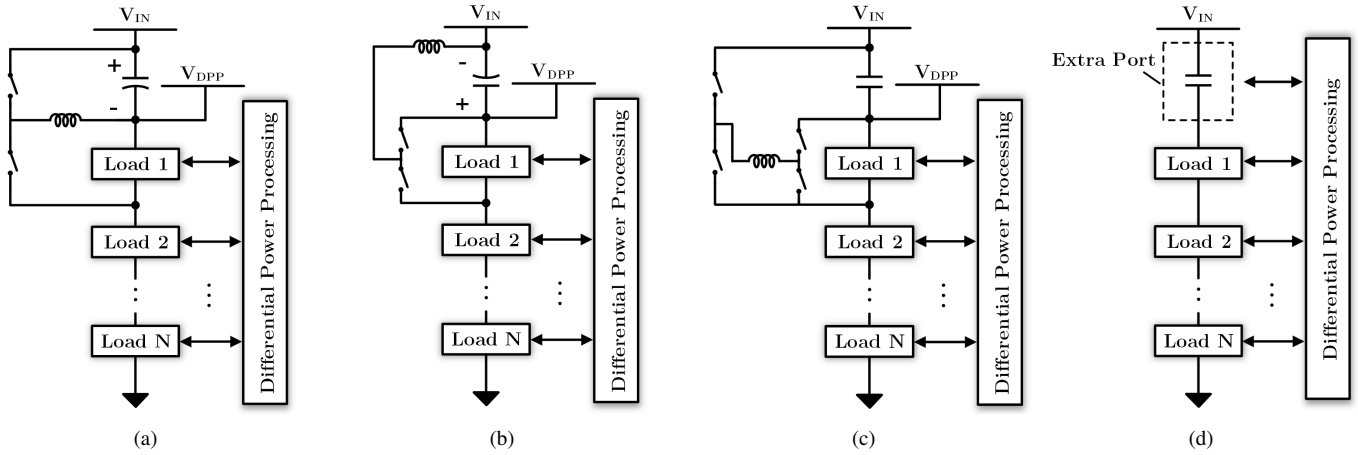 V_IN
+
-
V_DPP
Load 1
Load 2
Load N
Differential Power Processing
(a)
V_IN
-
+
V_DPP
Load 1
Load 2
Load N
Differential Power Processing
(b)
V_IN
V_DPP
Load 1
Load 2
Load N
Differential Power Processing
(c)
V_IN
Extra Port
Load 1
Load 2
Load N
Differential Power Processing
(d)